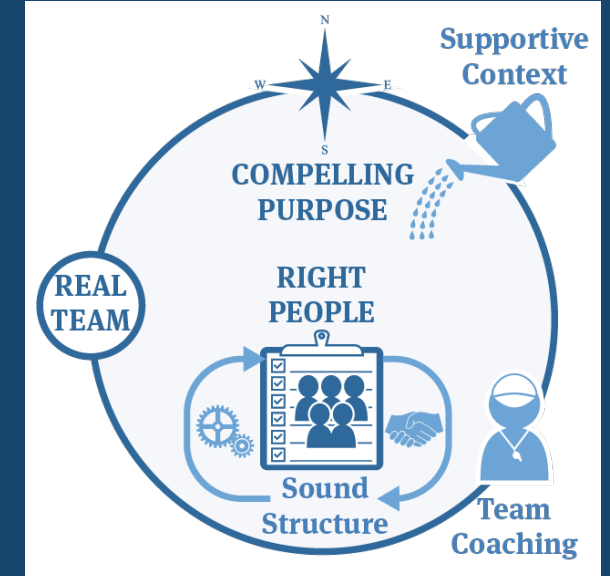 N
Supportive
Context
W
E
S
COMPELLING
PURPOSE
REAL
TEAM
RIGHT
PEOPLE
Sound
Structure
Team
Coaching